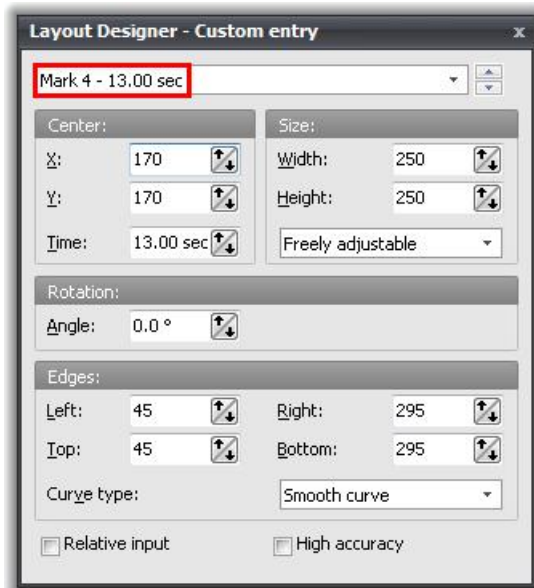 Layout Designer - Custom entry x
Mark 4 - 13.00 sec
Center: Size:
X: 170 Width: 250
Y: 170 Height: 250
Time: 13.00 sec Freely adjustable
Rotation:
Angle: 0.0 °
Edges:
Left: 45 Right: 295
Top: 45 Bottom: 295
Curve type: Smooth curve
Relative input High accuracy